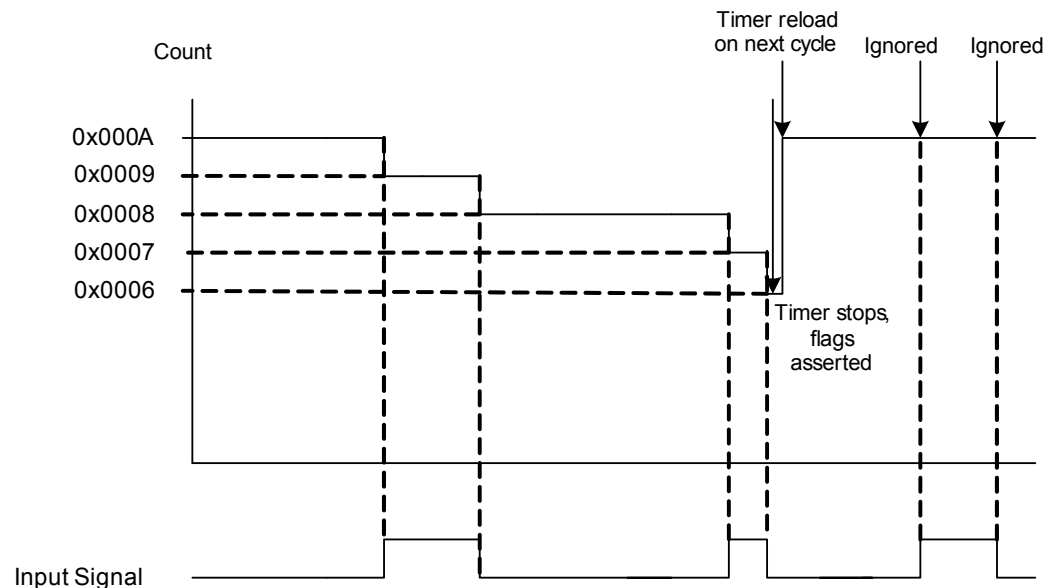 Timer reload
on next cycle
Ignored
Ignored
Count
0x000A
0x0009
0x0008
0x0007
0x0006
Timer stops,
flags
asserted
Input Signal